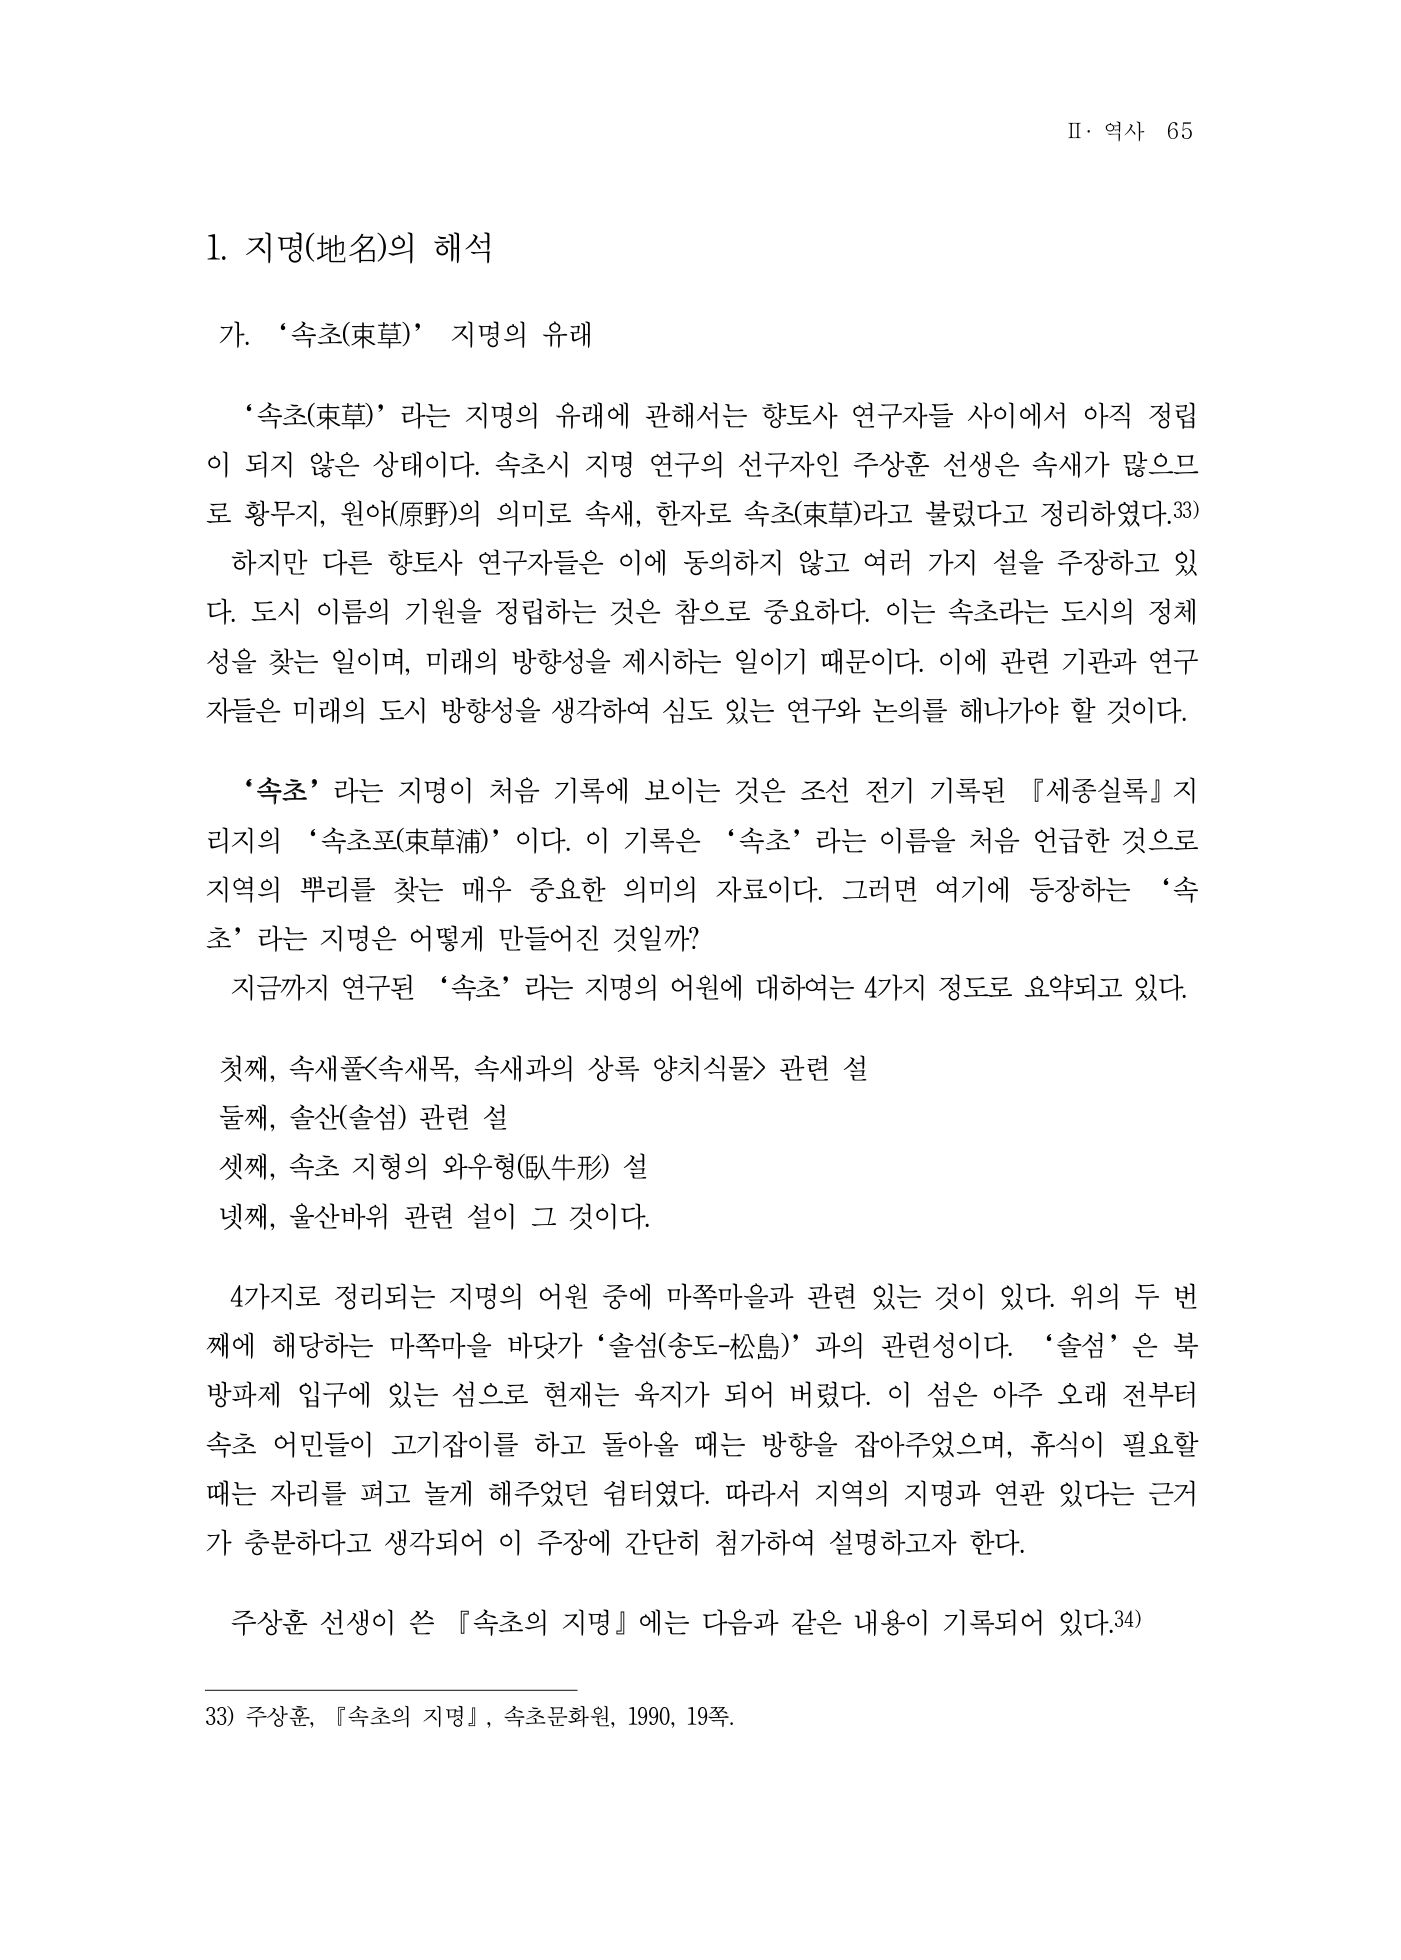 Ⅱ· 역사 65
1. 지명(地名)의 해석
가. ‘속초(束草)’ 지명의 유래
‘속초(束草)’라는 지명의 유래에 관해서는 향토사 연구자들 사이에서 아직 정립
이 되지 않은 상태이다. 속초시 지명 연구의 선구자인 주상훈 선생은 속새가 많으므
로 황무지, 원야(原野)의 의미로 속새, 한자로 속초(束草)라고 불렀다고 정리하였다.33)
하지만 다른 향토사 연구자들은 이에 동의하지 않고 여러 가지 설을 주장하고 있
다. 도시 이름의 기원을 정립하는 것은 참으로 중요하다. 이는 속초라는 도시의 정체
성을 찾는 일이며, 미래의 방향성을 제시하는 일이기 때문이다. 이에 관련 기관과 연구
자들은 미래의 도시 방향성을 생각하여 심도 있는 연구와 논의를 해나가야 할 것이다.
‘속초’라는 지명이 처음 기록에 보이는 것은 조선 전기 기록된 『세종실록』지
리지의 ‘속초포(束草浦)’이다. 이 기록은 ‘속초’라는 이름을 처음 언급한 것으로
지역의 뿌리를 찾는 매우 중요한 의미의 자료이다. 그러면 여기에 등장하는 ‘속
초’라는 지명은 어떻게 만들어진 것일까?
지금까지 연구된 ‘속초’라는 지명의 어원에 대하여는 4가지 정도로 요약되고 있다.
첫째, 속새풀<속새목, 속새과의 상록 양치식물> 관련 설
둘째, 솔산(솔섬) 관련 설
셋째, 속초 지형의 와우형(臥牛形) 설
넷째, 울산바위 관련 설이 그 것이다.
4가지로 정리되는 지명의 어원 중에 마쪽마을과 관련 있는 것이 있다. 위의 두 번
째에 해당하는 마쪽마을 바닷가 ‘솔섬(송도-松島)’과의 관련성이다. ‘솔섬’은 북
방파제 입구에 있는 섬으로 현재는 육지가 되어 버렸다. 이 섬은 아주 오래 전부터
속초 어민들이 고기잡이를 하고 돌아올 때는 방향을 잡아주었으며, 휴식이 필요할
때는 자리를 펴고 놀게 해주었던 쉼터였다. 따라서 지역의 지명과 연관 있다는 근거
가 충분하다고 생각되어 이 주장에 간단히 첨가하여 설명하고자 한다.
주상훈 선생이 쓴 『속초의 지명』에는 다음과 같은 내용이 기록되어 있다.34)
33) 주상훈, 『속초의 지명』, 속초문화원, 1990, 19쪽.